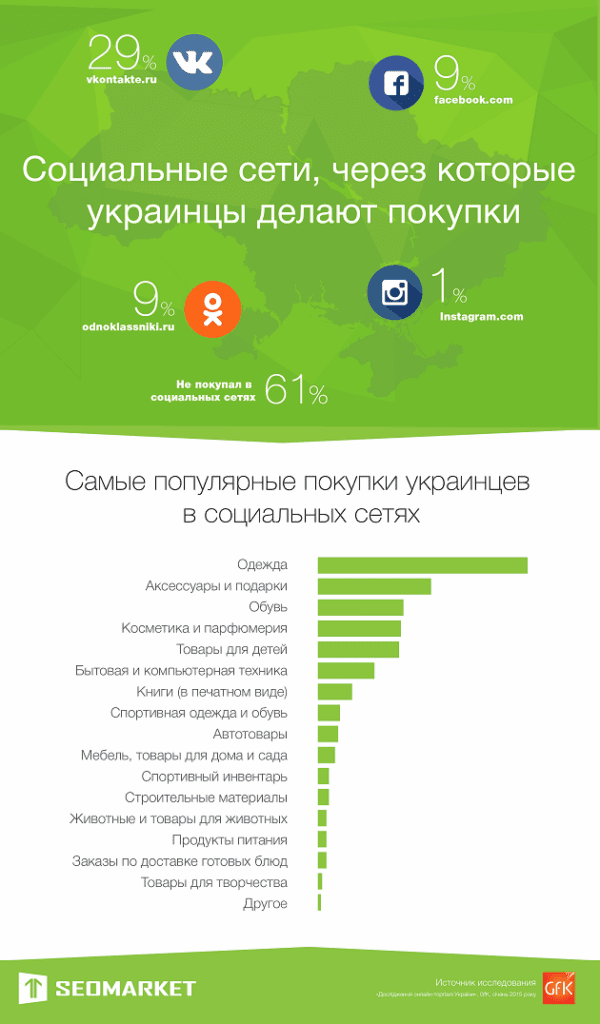 29%
vkontakte.ru
9%
facebook.com
Социальные сети, через которые
украинцы делают покупки
9%
odnoklassniki.ru
1%
Instagram.com
Не покупал в
социальных сетях
61%
Самые популярные покупки украинцев
в социальных сетях
Одежда
Аксессуары и подарки
Обувь
Косметика и парфюмерия
Товары для детей
Бытовая и компьютерная техника
Книги (в печатном виде)
Спортивная одежда и обувь
Автотовары
Мебель, товары для дома и сада
Спортивный инвентарь
Строительные материалы
Животные и товары для животных
Продукты питания
Заказы по доставке готовых блюд
Товары для творчества
Другое
SEOMARKET
Источник исследования
GfK